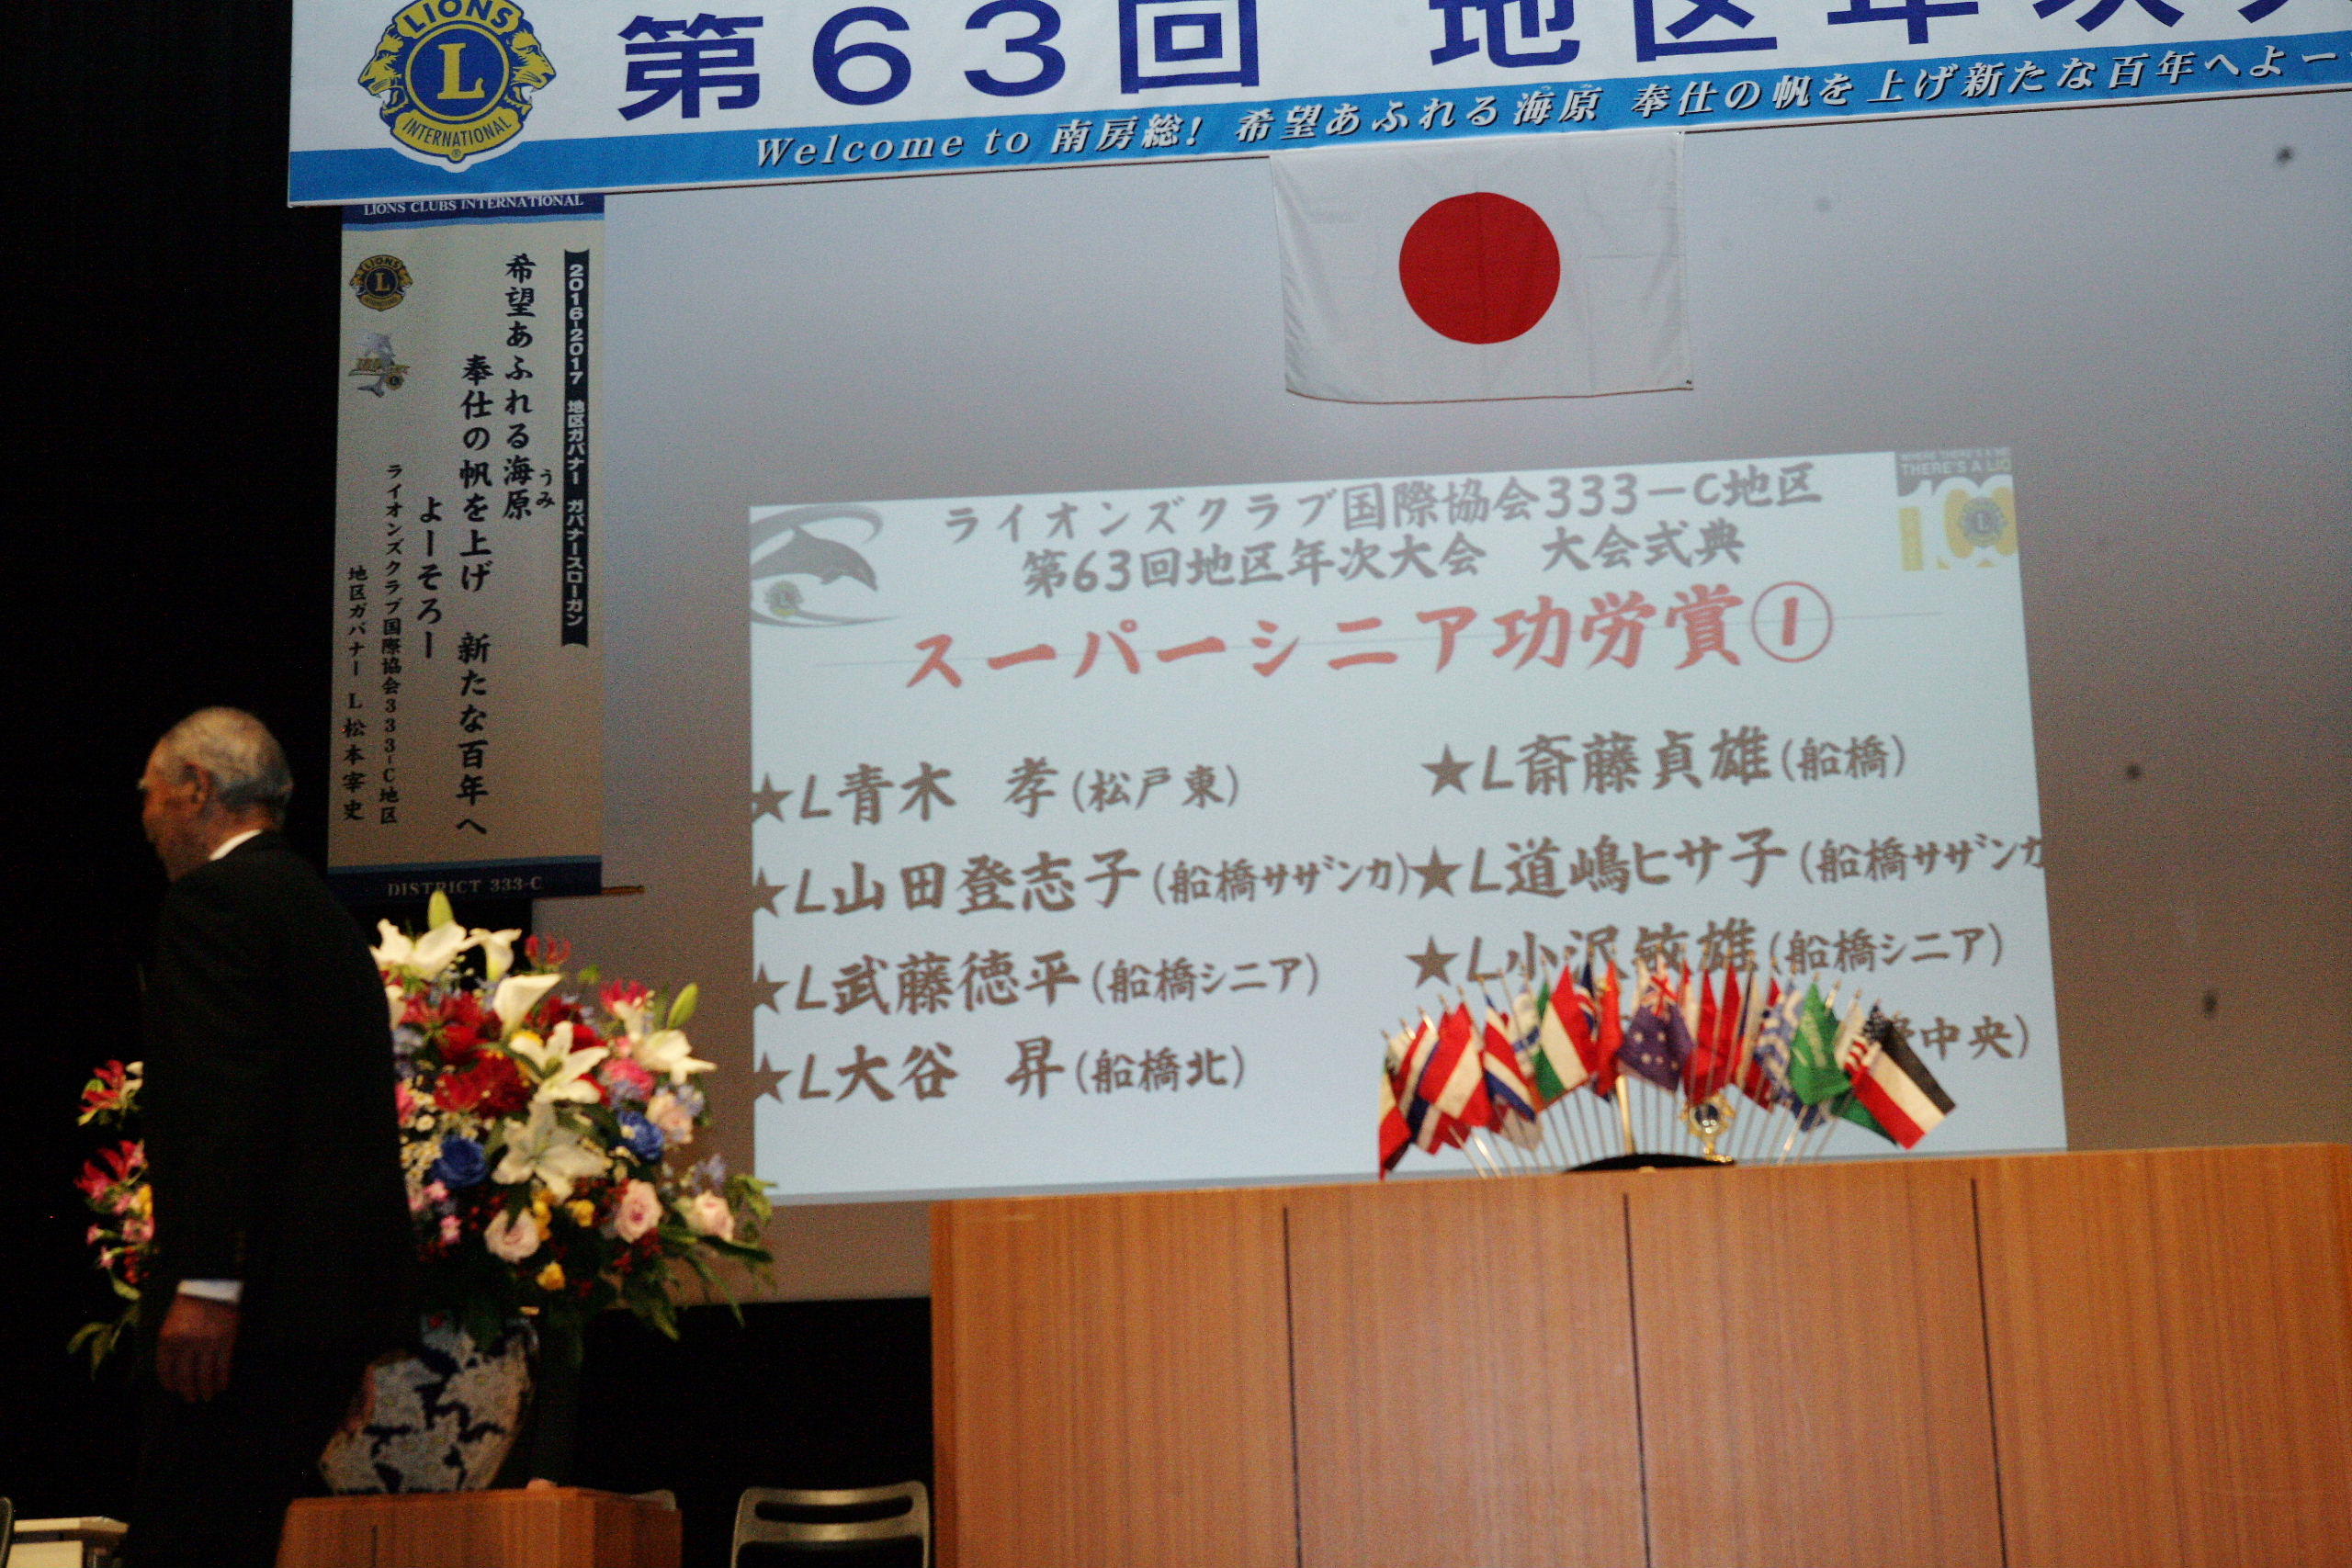 LIONS
L
INTERNATIONAL
第63回 地区年次
Welcome to 南房総! 希望あふれる海原 奉仕の帆を上げ新たな百年へよー
LIONS CLUBS INTERNATIONAL
2016-2017 地区ガバナー ガバナースローガン
希望あふれる海原
うみ
奉仕の帆を上げ 新たな百年へ
よーそろー
ライオンズクラブ国際協会333-C地区
地区ガバナー L 松本宰史
LIONS
L
DISTRICT 333-C
THERE'S A LIO
ライオンズクラブ国際協会333-C地区
第63回地区年次大会 大会式典
スーパーシニア功労賞①
★L青木 孝(松戸東)
★L斎藤貞雄(船橋)
★L山田登志子(船橋サザンカ)
★L道嶋ヒサ子(船橋サザンカ
★L武藤徳平(船橋シニア)
★L小沢敏雄(船橋シニア)
★L大谷 昇(船橋北)
中央)